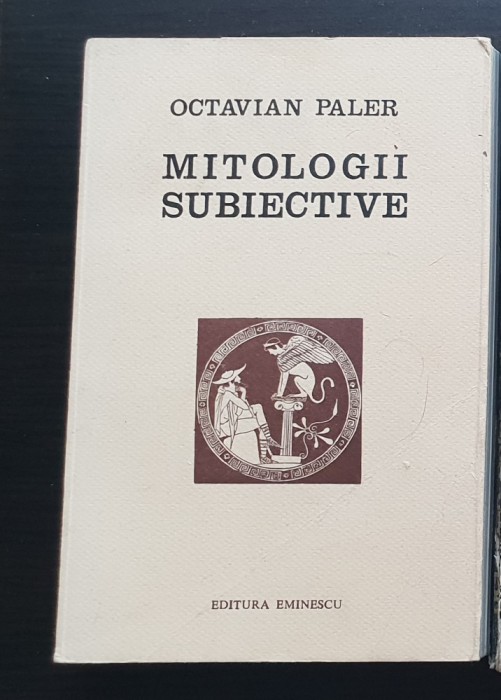 OCTAVIAN PALER
MITOLOGII
SUBIECTIVE
EDITURA EMINESCU